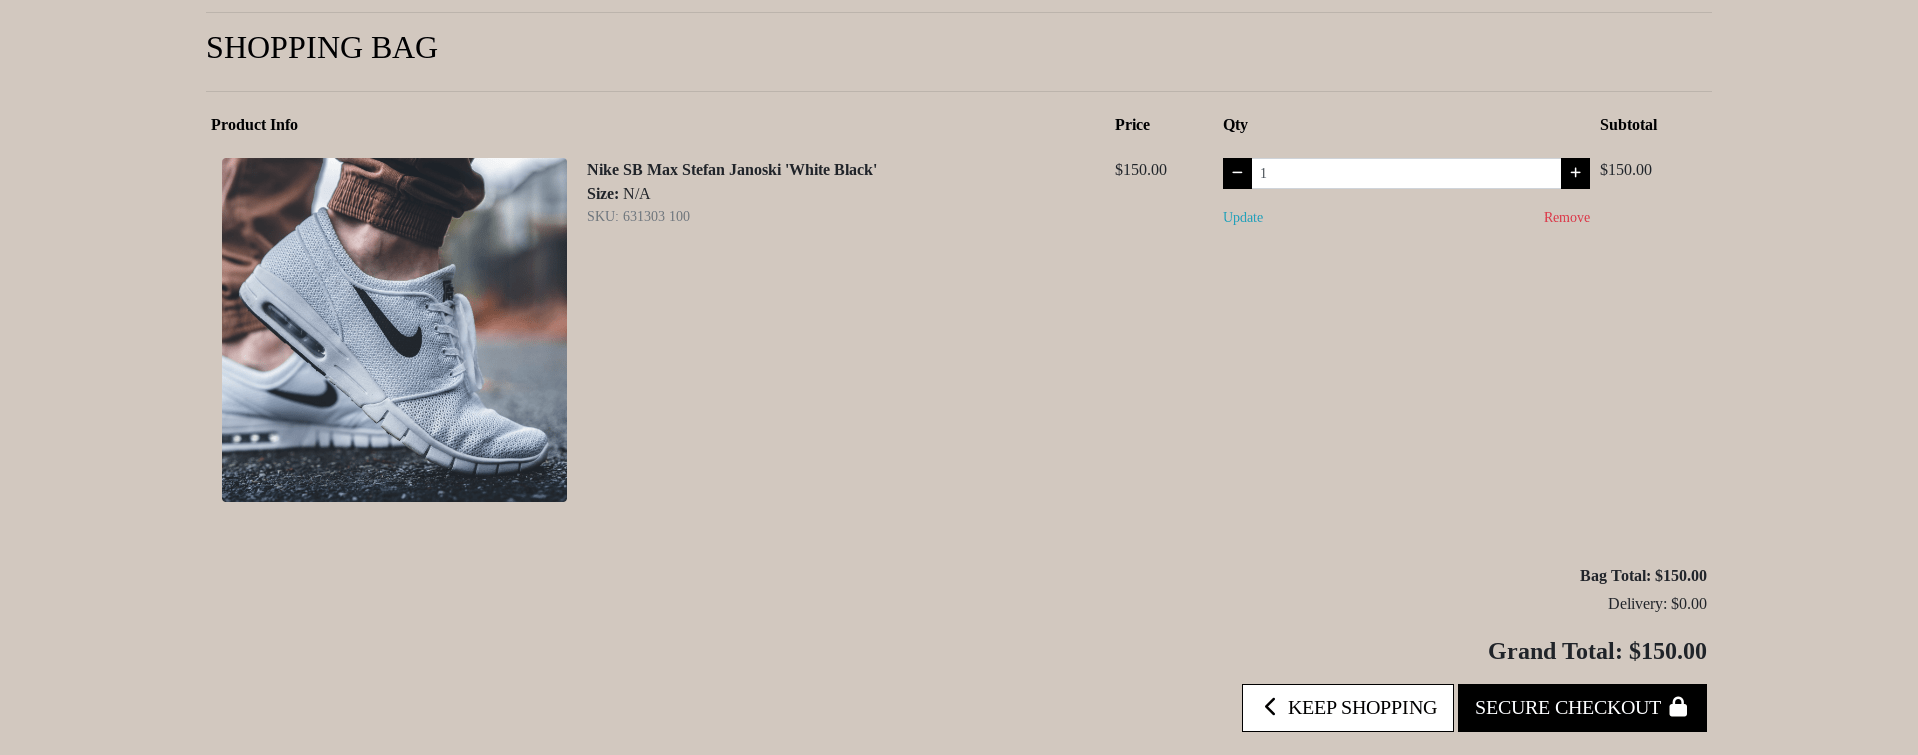 SHOPPING BAG
Product Info Price Qty Subtotal
Nike SB Max Stefan Janoski 'White Black' $150.00 1 $150.00
Size: N/A
SKU: 631303 100 Update Remove
Bag Total: $150.00
Delivery: $0.00
Grand Total: $150.00
KEEP SHOPPING SECURE CHECKOUT